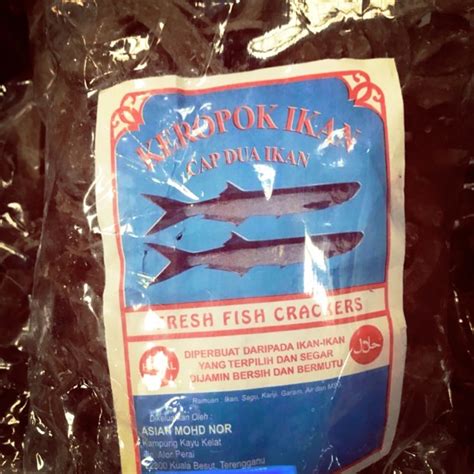 KEROPOK IKAN
CAP DUA IKAN
FRESH FISH CRACKERS
DIPERBUAT DARIPADA IKAN-IKAN
YANG TERPILIH DAN SEGAR
DIJAMIN BERSIH DAN BERMUTU
حلال
Ramuan : Ikan, Sagu, Kanji, Garam, Air dan MSG.
Dikeluarkan Oleh :
ASIAN MOHD NOR
Kampung Kayu Kelat
Alor Perai
Kuala Besut, Terengganu